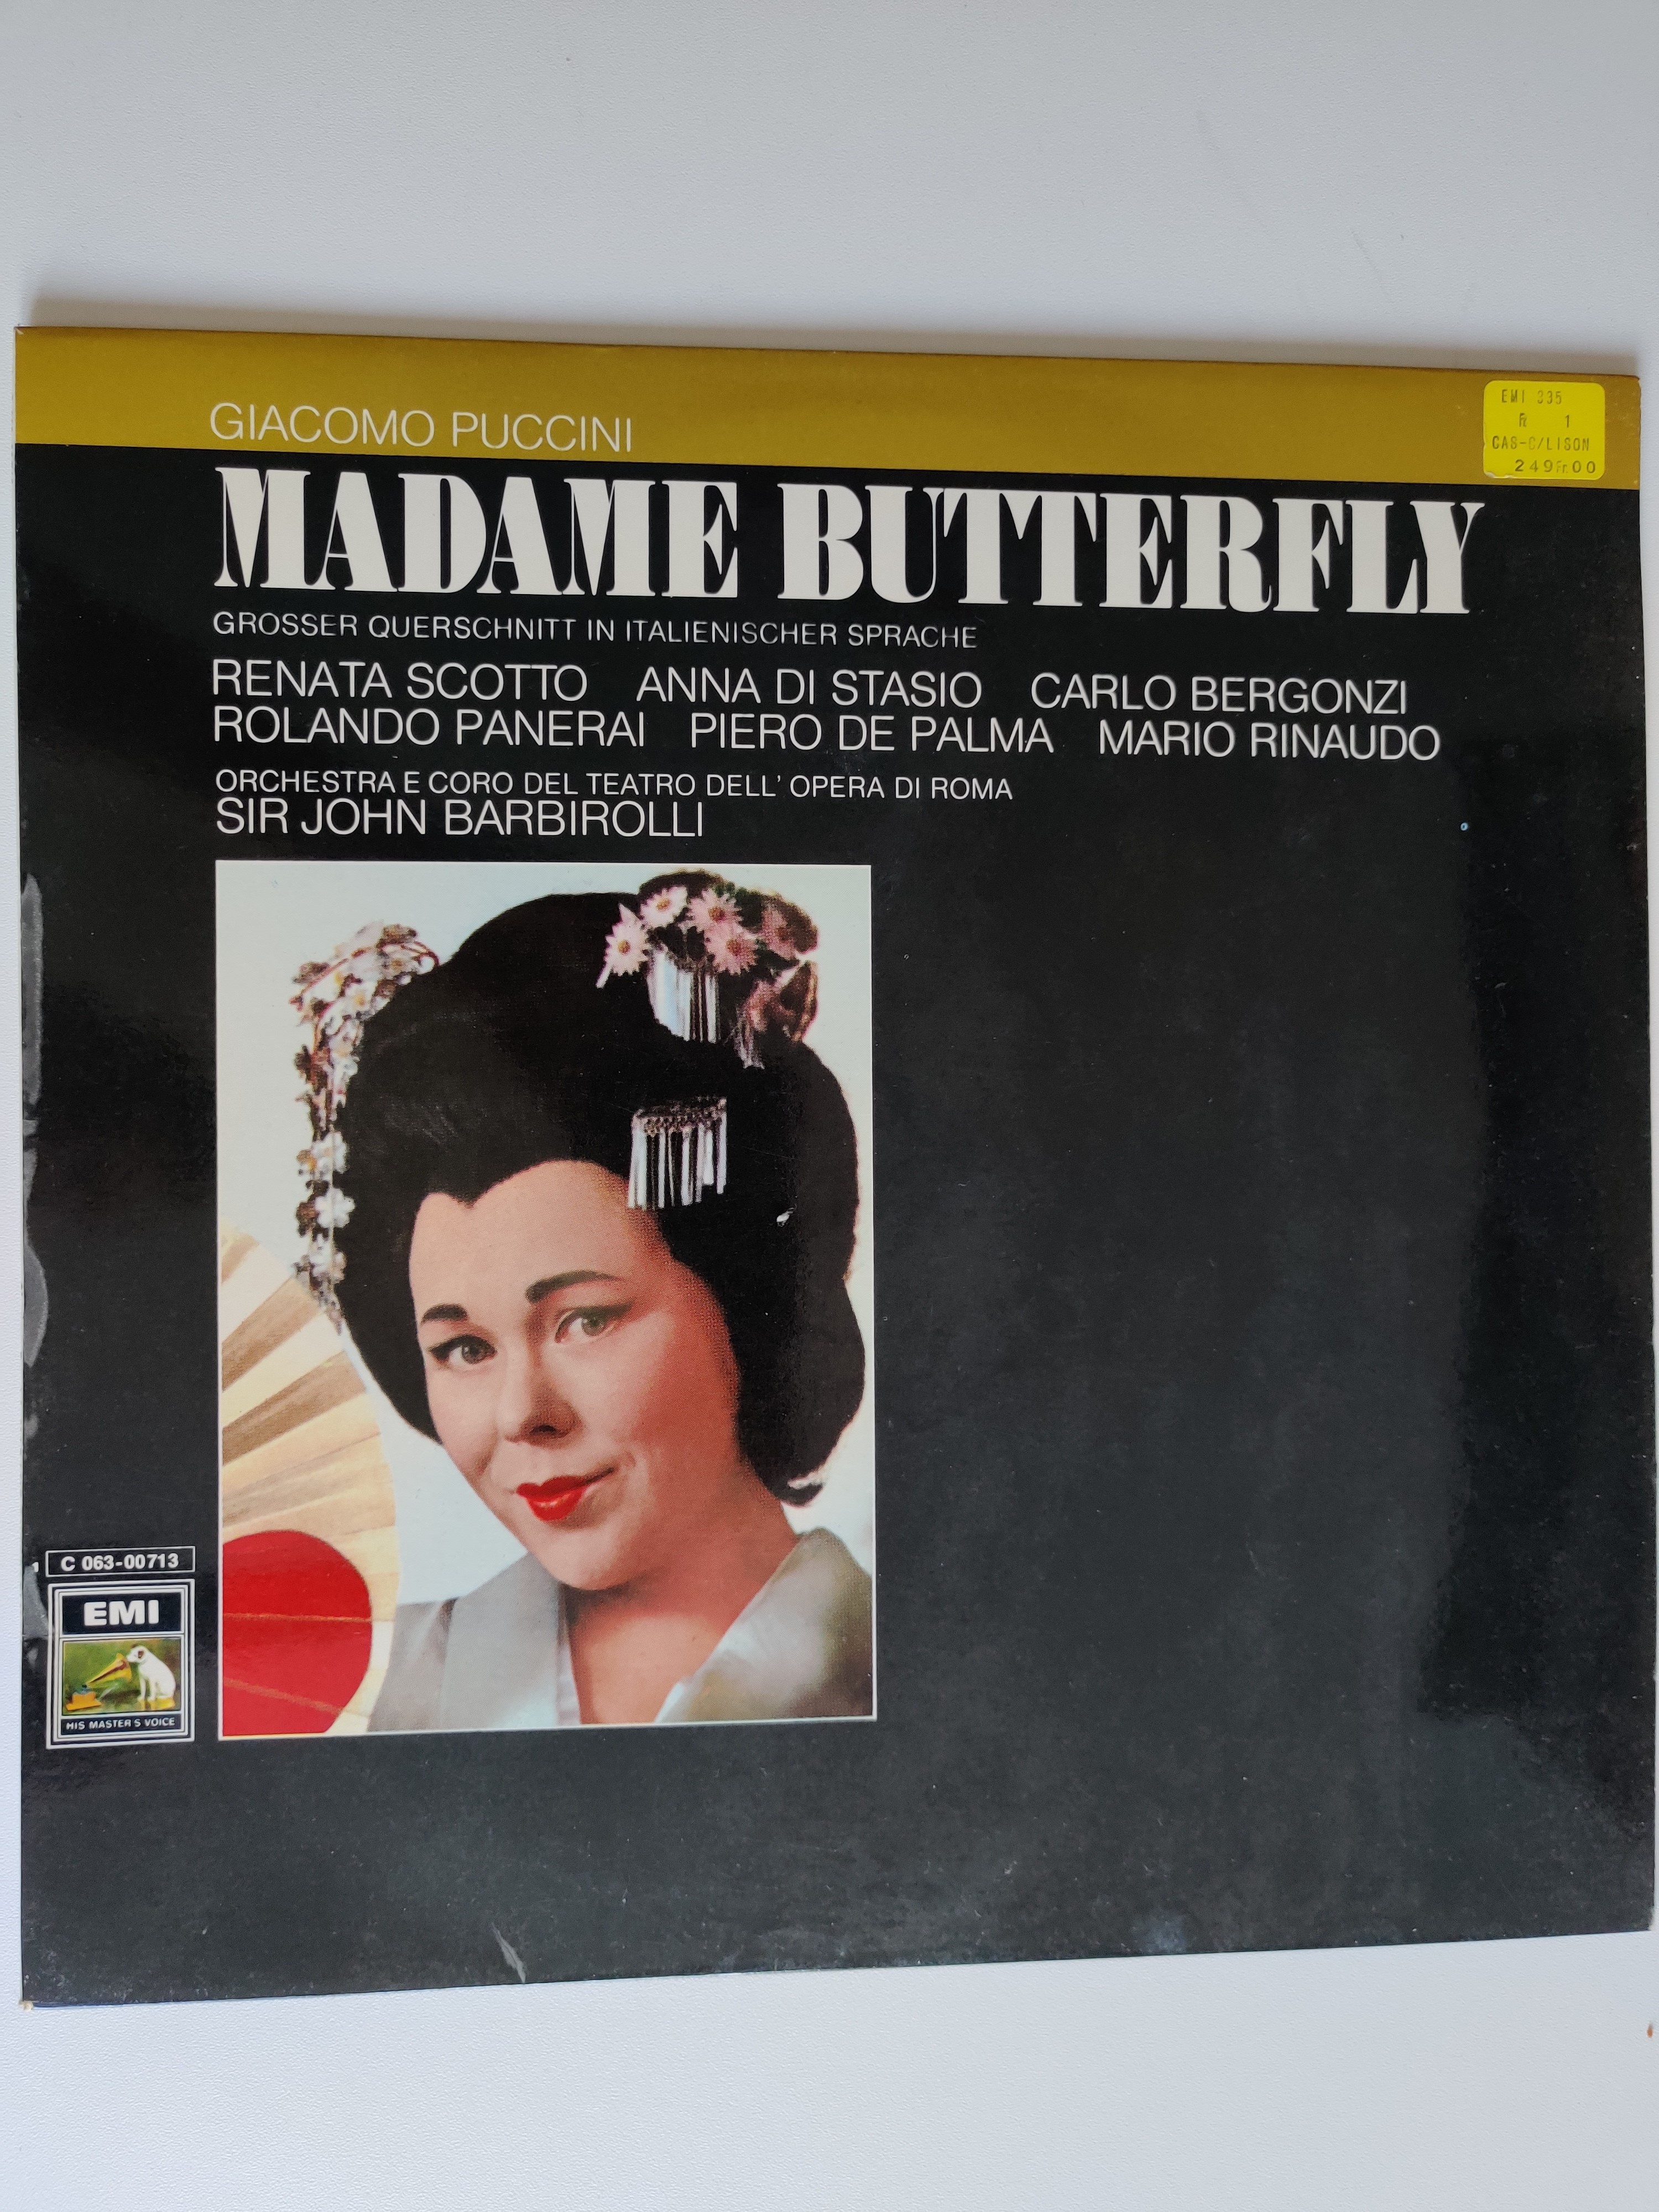 GIACOMO PUCCINI
EMI 335
R 1
CAS-C/LISON
249Fr.00
MADAME BUTTERFLY
GROSSER QUERSCHNITT IN ITALIENISCHER SPRACHE
RENATA SCOTTO ANNA DI STASIO CARLO BERGONZI
ROLANDO PANERAI PIERO DE PALMA MARIO RINAUDO
ORCHESTRA E CORO DEL TEATRO DELL' OPERA DI ROMA
SIR JOHN BARBIROLLI
1 C 063-00713
EMI
HIS MASTER'S VOICE